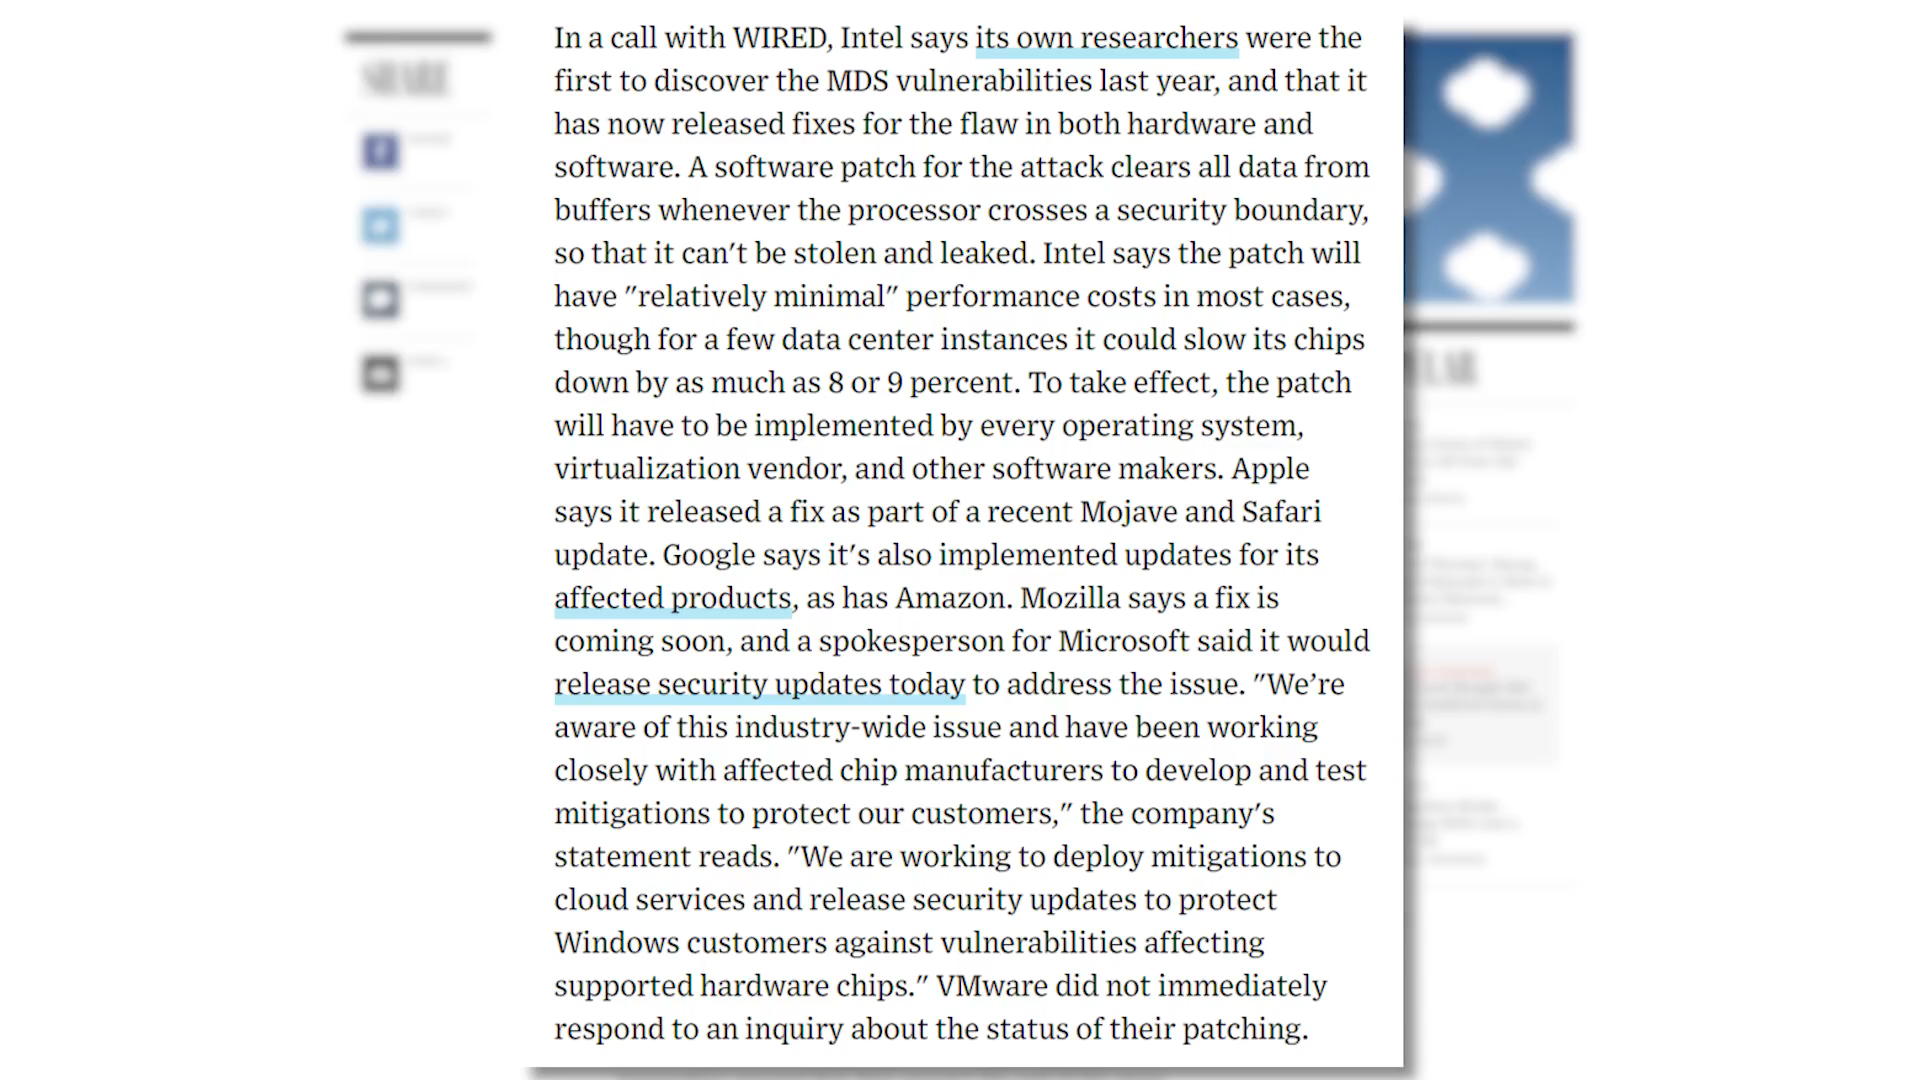 In a call with WIRED, Intel says its own researchers were the
first to discover the MDS vulnerabilities last year, and that it
has now released fixes for the flaw in both hardware and
software. A software patch for the attack clears all data from
buffers whenever the processor crosses a security boundary,
so that it can't be stolen and leaked. Intel says the patch will
have "relatively minimal" performance costs in most cases,
though for a few data center instances it could slow its chips
down by as much as 8 or 9 percent. To take effect, the patch
will have to be implemented by every operating system,
virtualization vendor, and other software makers. Apple
says it released a fix as part of a recent Mojave and Safari
update. Google says it's also implemented updates for its
affected products, as has Amazon. Mozilla says a fix is
coming soon, and a spokesperson for Microsoft said it would
release security updates today to address the issue. "We’re
aware of this industry-wide issue and have been working
closely with affected chip manufacturers to develop and test
mitigations to protect our customers," the company's
statement reads. "We are working to deploy mitigations to
cloud services and release security updates to protect
Windows customers against vulnerabilities affecting
supported hardware chips." VMware did not immediately
respond to an inquiry about the status of their patching.
SHARE